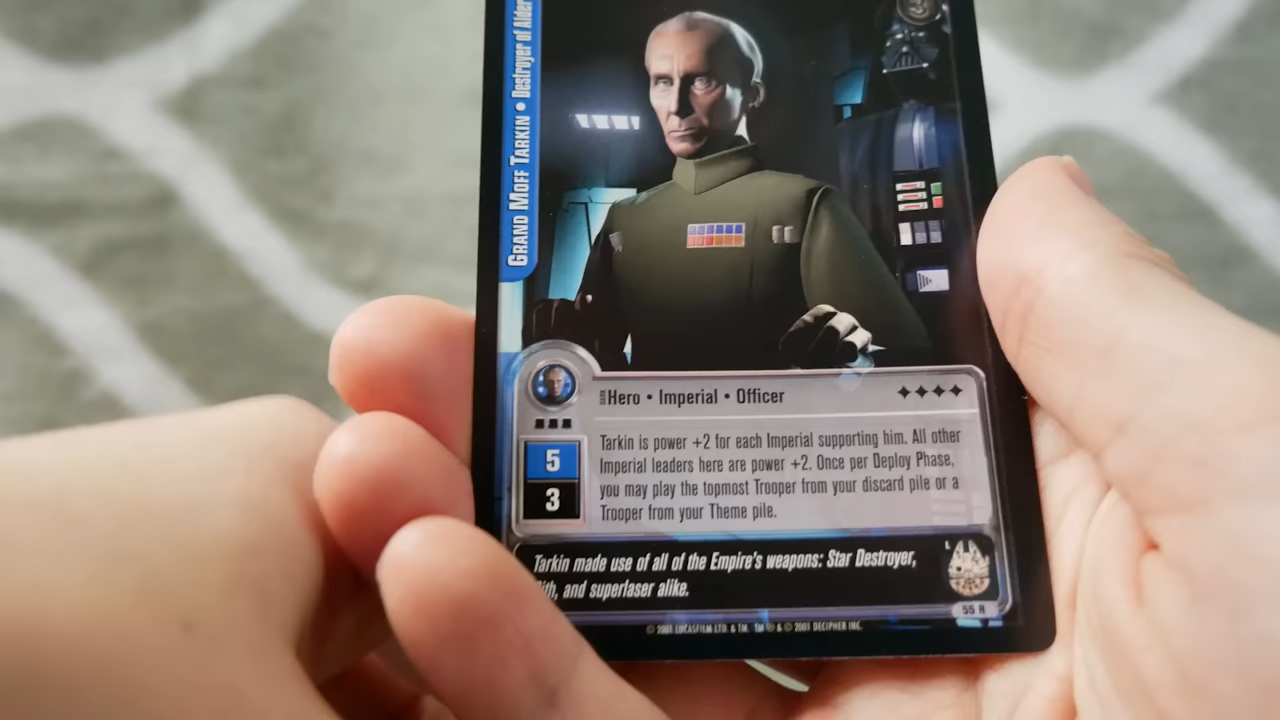 GRAND MOFF TARKIN • Destroyer of Alder
3
Hero • Imperial • Officer
5
3
Tarkin is power +2 for each Imperial supporting him. All other
Imperial leaders here are power +2. Once per Deploy Phase,
you may play the topmost Trooper from your discard pile or a
Trooper from your Theme pile.
Tarkin made use of all of the Empire's weapons: Star Destroyer,
and superlaser alike.
L
55 R
© 2001 LUCASFILM LTD. & TM. TM & © 2001 DECIPHER INC.